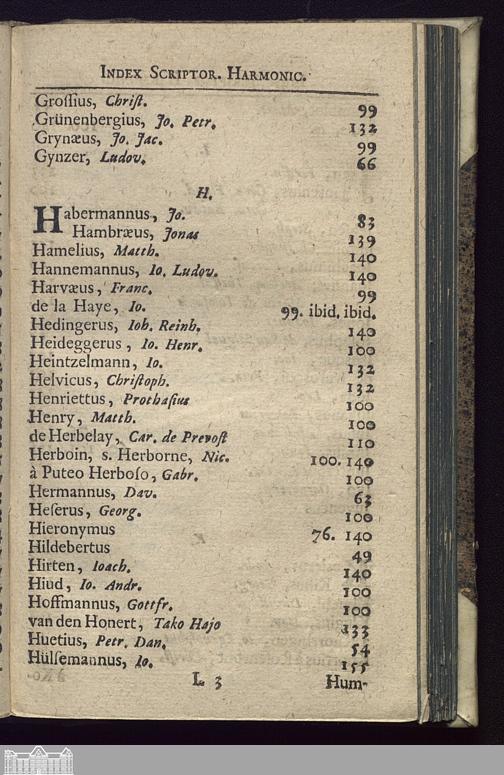 INDEX SCRIPTOR. HARMONIC.
Grossius, Christ. 99
Grünenbergius, Jo. Petr. 132
Grynæus, Jo. Jac. 99
Gynzer, Ludov. 66
H.
Habermannus, Jo. 83
Hambræus, Jonas 139
Hamelius, Matth. 140
Hannemannus, Io. Ludov. 140
Harvæus, Franc. 99
de la Haye, Io. 99. ibid. ibid.
Hedingerus, Ioh. Reinh. 140
Heideggerus, Io. Henr. 100
Heintzelmann, Io. 132
Helvicus, Christoph. 132
Henriettus, Prothasius 100
Henry, Matth. 100
de Herbelay, Car. de Prevost 110
Herboin, s. Herborne, Nic. 100. 140
à Puteo Herboso, Gabr. 100
Hermannus, Dav. 63
Heserus, Georg. 100
Hieronymus 76. 140
Hildebertus 49
Hirten, Ioach. 140
Hiud, Io. Andr. 100
Hoffmannus, Gottfr. 100
van den Honert, Tako Hajo 133
Huetius, Petr. Dan. 54
Hülsemannus, Io. 155
L 3 Hum-